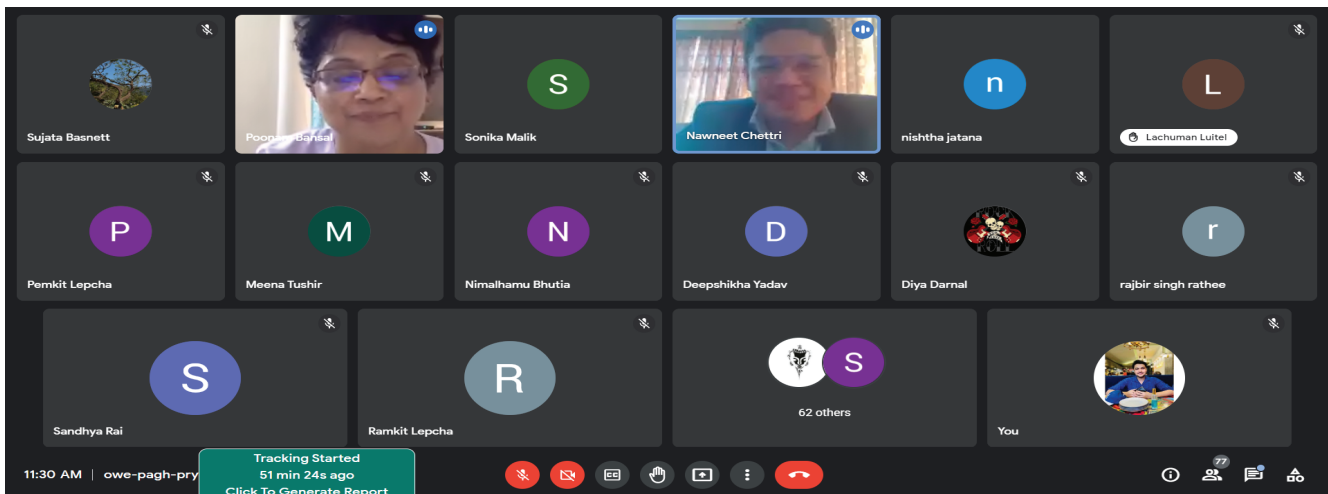 Sujata Basnett
Poonam Bansal
S
Sonika Malik
Nawneet Chettri
n
nishtha jatana
L
Lachuman Luitel
P
Pemkit Lepcha
M
Meena Tushir
N
Nimalhamu Bhutia
D
Deepshikha Yadav
Diya Darnal
r
rajbir singh rathee
S
Sandhya Rai
R
Ramkit Lepcha
S
62 others
You
11:30 AM | owe-pagh-pry
Tracking Started
51 min 24s ago
Click To Generate Report
CC
77